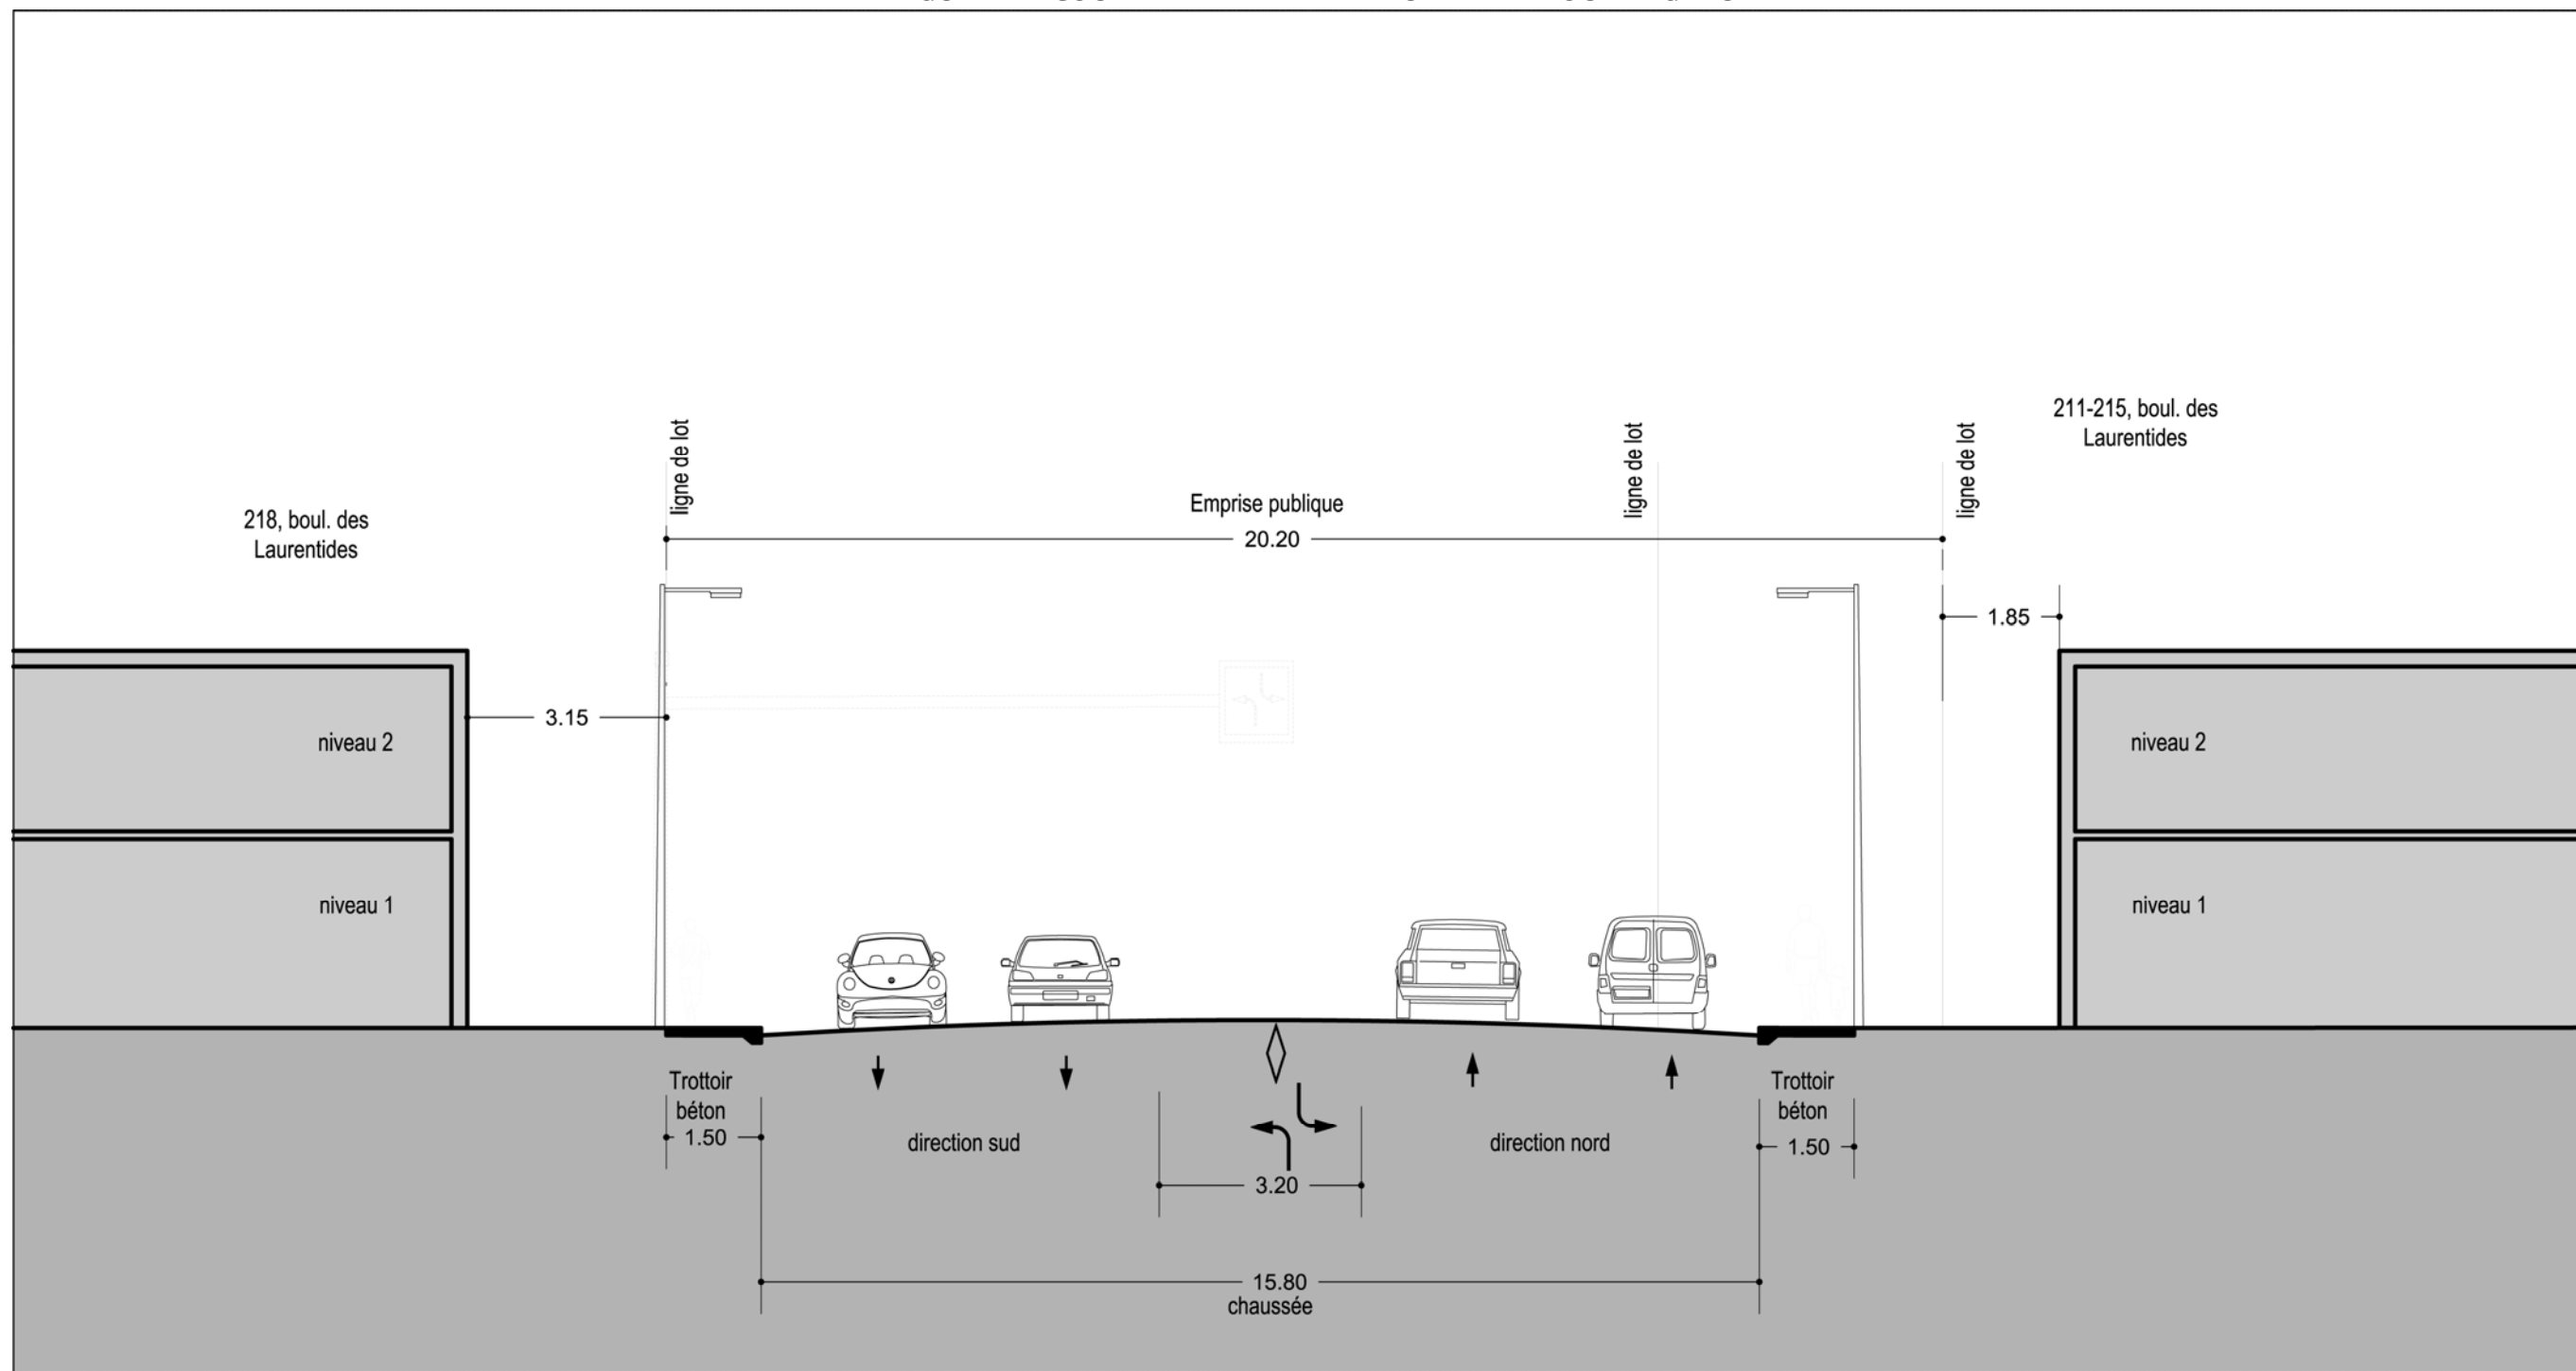 ligne de lot
ligne de lot
ligne de lot
211-215, boul. des
Laurentides
Emprise publique
20.20
218, boul. des
Laurentides
1.85
3.15
niveau 2
niveau 2
niveau 1
niveau 1
Trottoir
béton
1.50
Trottoir
béton
1.50
direction sud
direction nord
3.20
15.80
chaussée